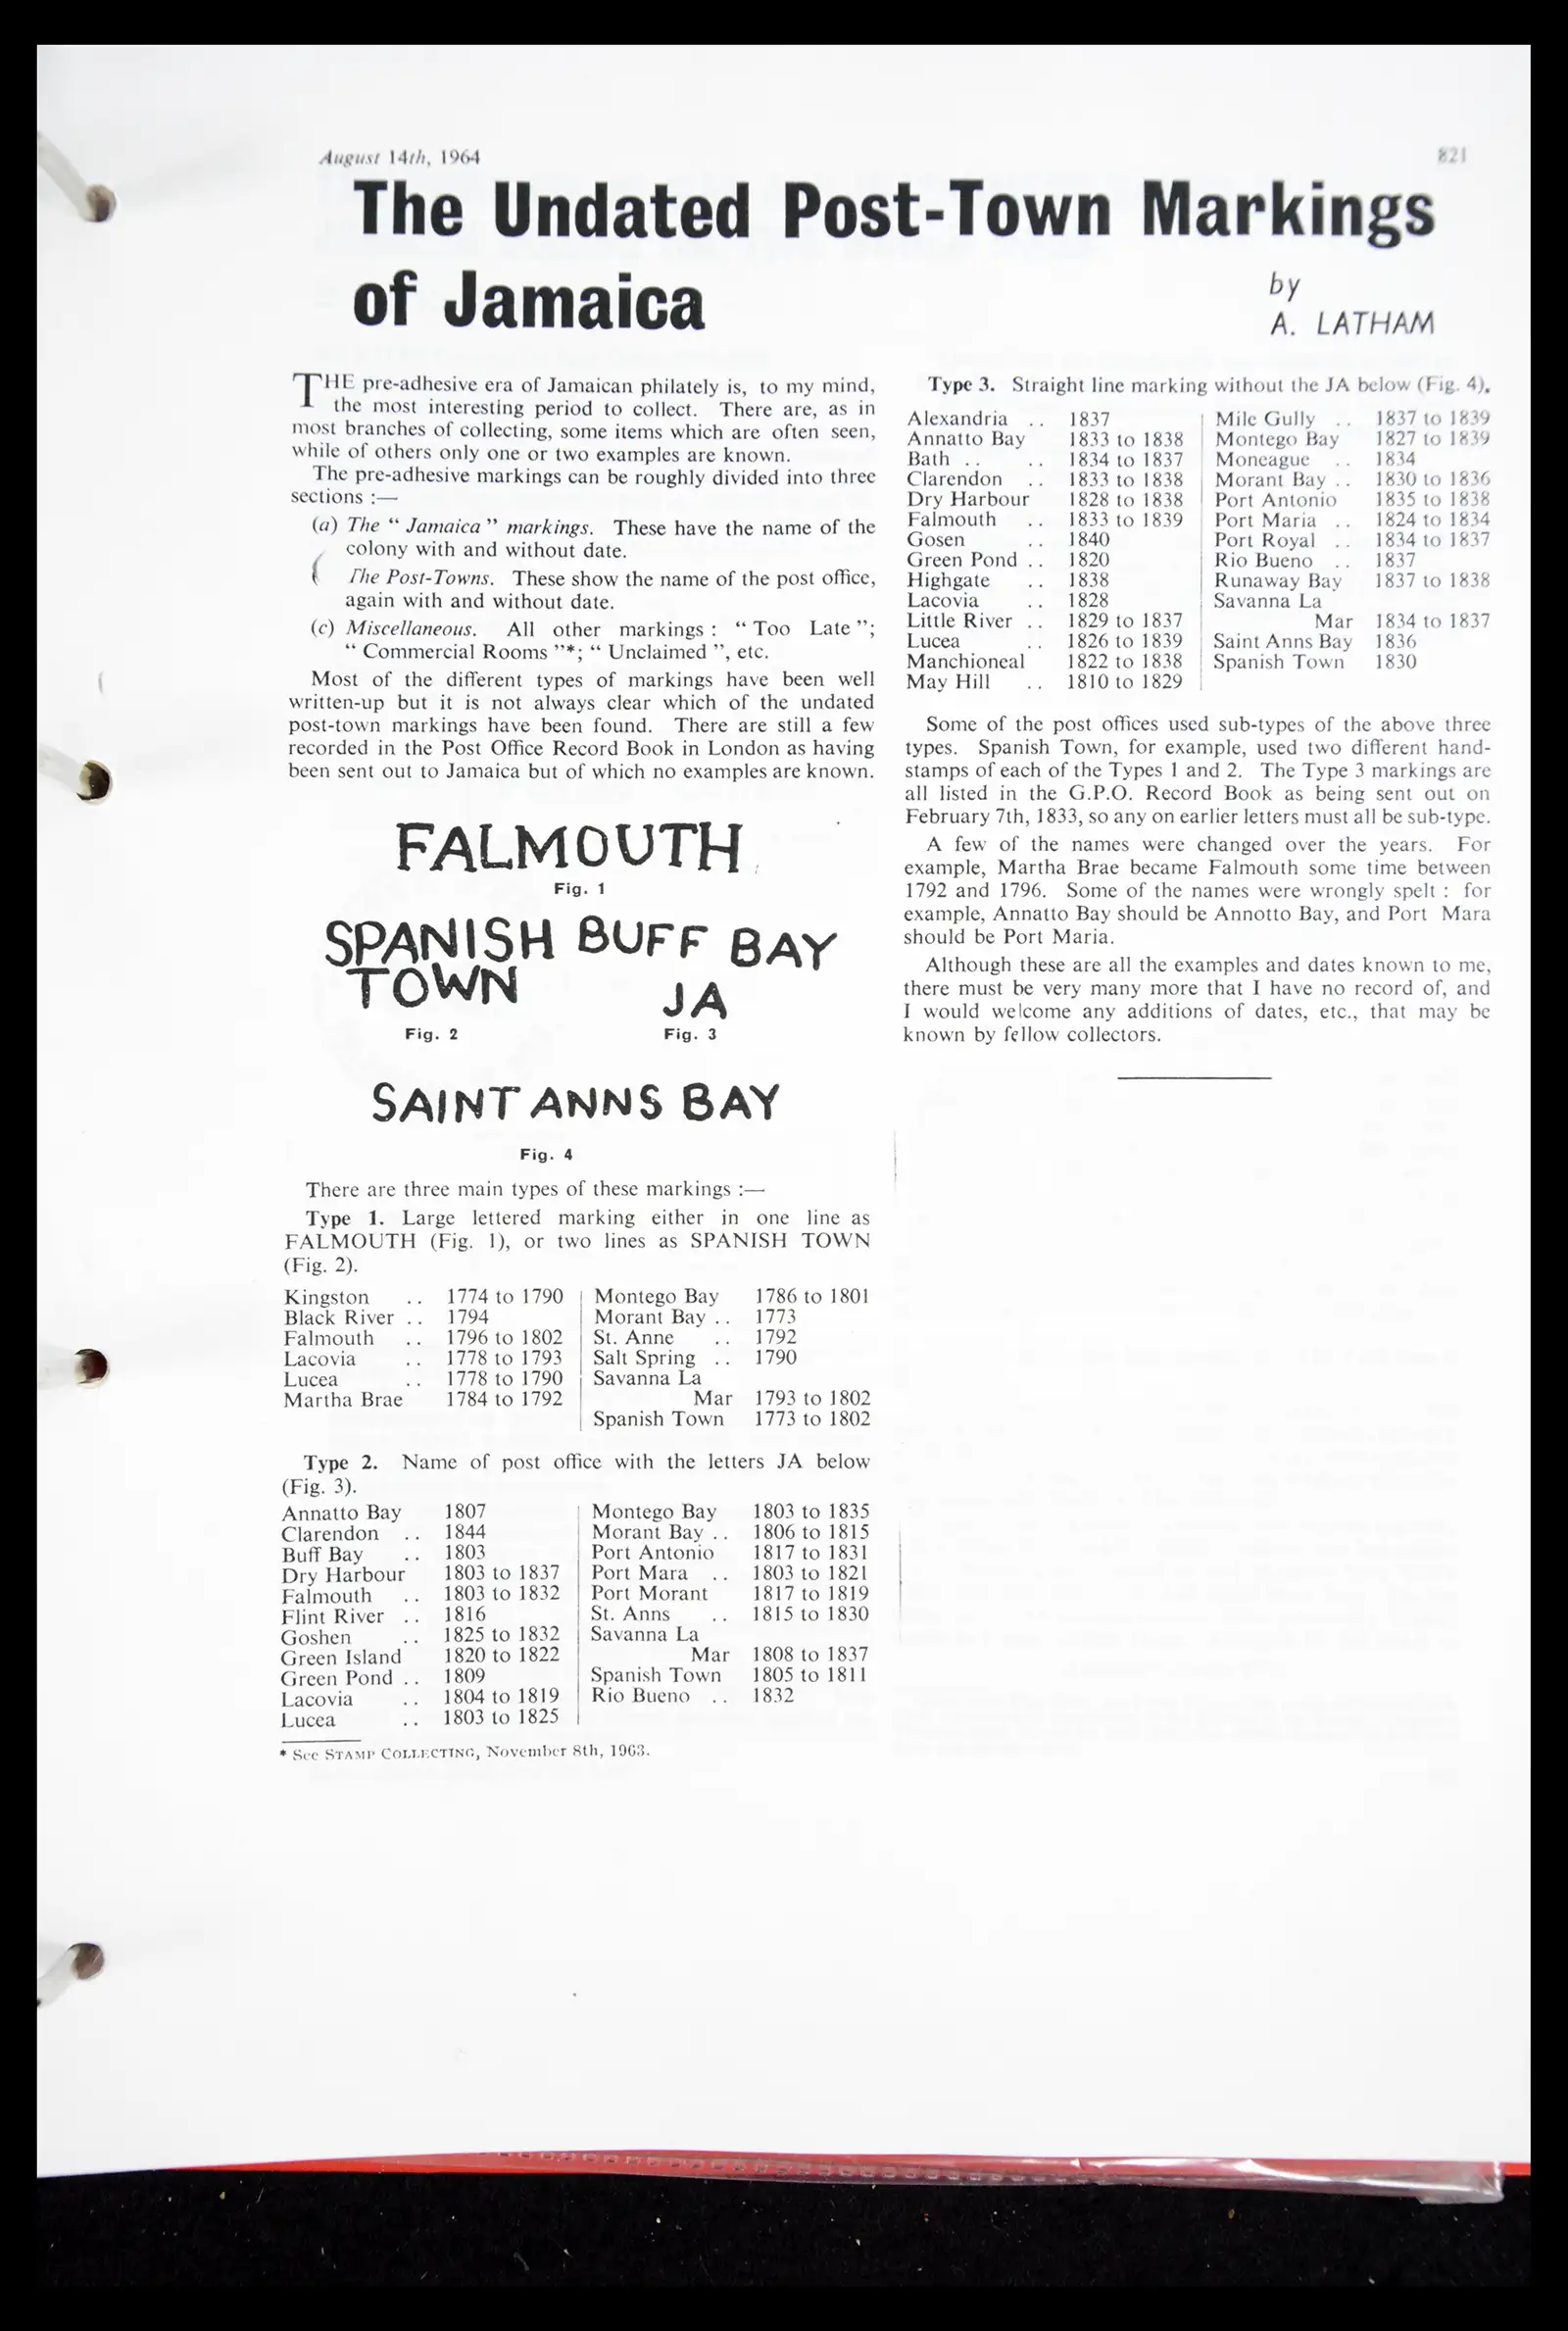 August 14th, 1964
821
The Undated Post-Town Markings
of Jamaica
by
A. LATHAM
THE pre-adhesive era of Jamaican philately is, to my mind,
the most interesting period to collect. There are, as in
most branches of collecting, some items which are often seen,
while of others only one or two examples are known.
The pre-adhesive markings can be roughly divided into three
sections :—
(a) The “ Jamaica ” markings. These have the name of the
colony with and without date.
( The Post-Towns. These show the name of the post office,
again with and without date.
(c) Miscellaneous. All other markings : “ Too Late ”;
“ Commercial Rooms ”*; “ Unclaimed ”, etc.
Most of the different types of markings have been well
written-up but it is not always clear which of the undated
post-town markings have been found. There are still a few
recorded in the Post Office Record Book in London as having
been sent out to Jamaica but of which no examples are known.
FALMOUTH
Fig. 1
SPANISH
TOWN
Fig. 2
BUFF BAY
JA
Fig. 3
SAINT ANNS BAY
Fig. 4
There are three main types of these markings :—
Type 1. Large lettered marking either in one line as
FALMOUTH (Fig. 1), or two lines as SPANISH TOWN
(Fig. 2).
Kingston .. 1774 to 1790
Black River .. 1794
Falmouth .. 1796 to 1802
Lacovia .. 1778 to 1793
Lucea .. 1778 to 1790
Martha Brae 1784 to 1792
Montego Bay 1786 to 1801
Morant Bay .. 1773
St. Anne .. 1792
Salt Spring .. 1790
Savanna La
Mar 1793 to 1802
Spanish Town 1773 to 1802
Type 2. Name of post office with the letters JA below
(Fig. 3).
Annatto Bay 1807
Clarendon .. 1844
Buff Bay .. 1803
Dry Harbour 1803 to 1837
Falmouth .. 1803 to 1832
Flint River .. 1816
Goshen .. 1825 to 1832
Green Island 1820 to 1822
Green Pond .. 1809
Lacovia .. 1804 to 1819
Lucea .. 1803 to 1825
Montego Bay 1803 to 1835
Morant Bay .. 1806 to 1815
Port Antonio 1817 to 1831
Port Mara .. 1803 to 1821
Port Morant 1817 to 1819
St. Anns .. 1815 to 1830
Savanna La
Mar 1808 to 1837
Spanish Town 1805 to 1811
Rio Bueno .. 1832
* See STAMP COLLECTING, November 8th, 1963.
Type 3. Straight line marking without the JA below (Fig. 4).
Alexandria .. 1837
Annatto Bay 1833 to 1838
Bath .. .. 1834 to 1837
Clarendon .. 1833 to 1838
Dry Harbour 1828 to 1838
Falmouth .. 1833 to 1839
Gosen .. 1840
Green Pond .. 1820
Highgate .. 1838
Lacovia .. 1828
Little River .. 1829 to 1837
Lucea .. 1826 to 1839
Manchioneal 1822 to 1838
May Hill .. 1810 to 1829
Mile Gully .. 1837 to 1839
Montego Bay 1827 to 1839
Moneague .. 1834
Morant Bay .. 1830 to 1836
Port Antonio 1835 to 1838
Port Maria .. 1824 to 1834
Port Royal .. 1834 to 1837
Rio Bueno .. 1837
Runaway Bay 1837 to 1838
Savanna La
Mar 1834 to 1837
Saint Anns Bay 1836
Spanish Town 1830
Some of the post offices used sub-types of the above three
types. Spanish Town, for example, used two different hand-
stamps of each of the Types 1 and 2. The Type 3 markings are
all listed in the G.P.O. Record Book as being sent out on
February 7th, 1833, so any on earlier letters must all be sub-type.
A few of the names were changed over the years. For
example, Martha Brae became Falmouth some time between
1792 and 1796. Some of the names were wrongly spelt : for
example, Annatto Bay should be Annotto Bay, and Port Mara
should be Port Maria.
Although these are all the examples and dates known to me,
there must be very many more that I have no record of, and
I would welcome any additions of dates, etc., that may be
known by fellow collectors.